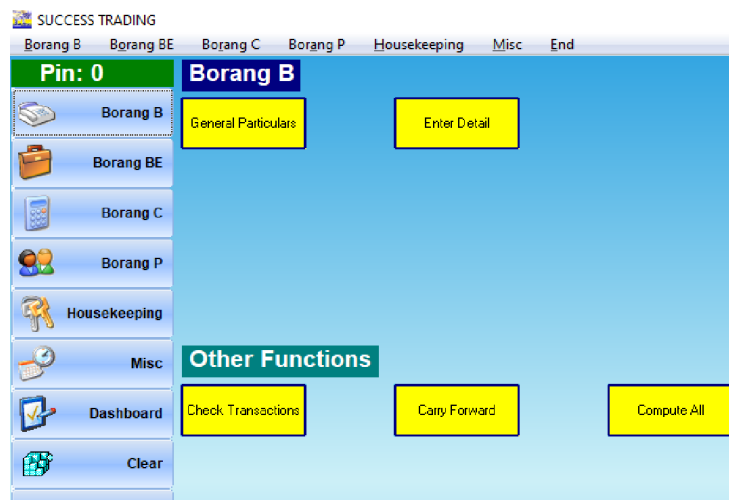 SUCCESS TRADING
Borang B Borang BE Borang C Borang P Housekeeping Misc End
Pin: 0
Borang B
Borang BE
Borang C
Borang P
Housekeeping
Misc
Dashboard
Clear
Borang B
General Particulars Enter Detail
Other Functions
Check Transactions Carry Forward Compute All